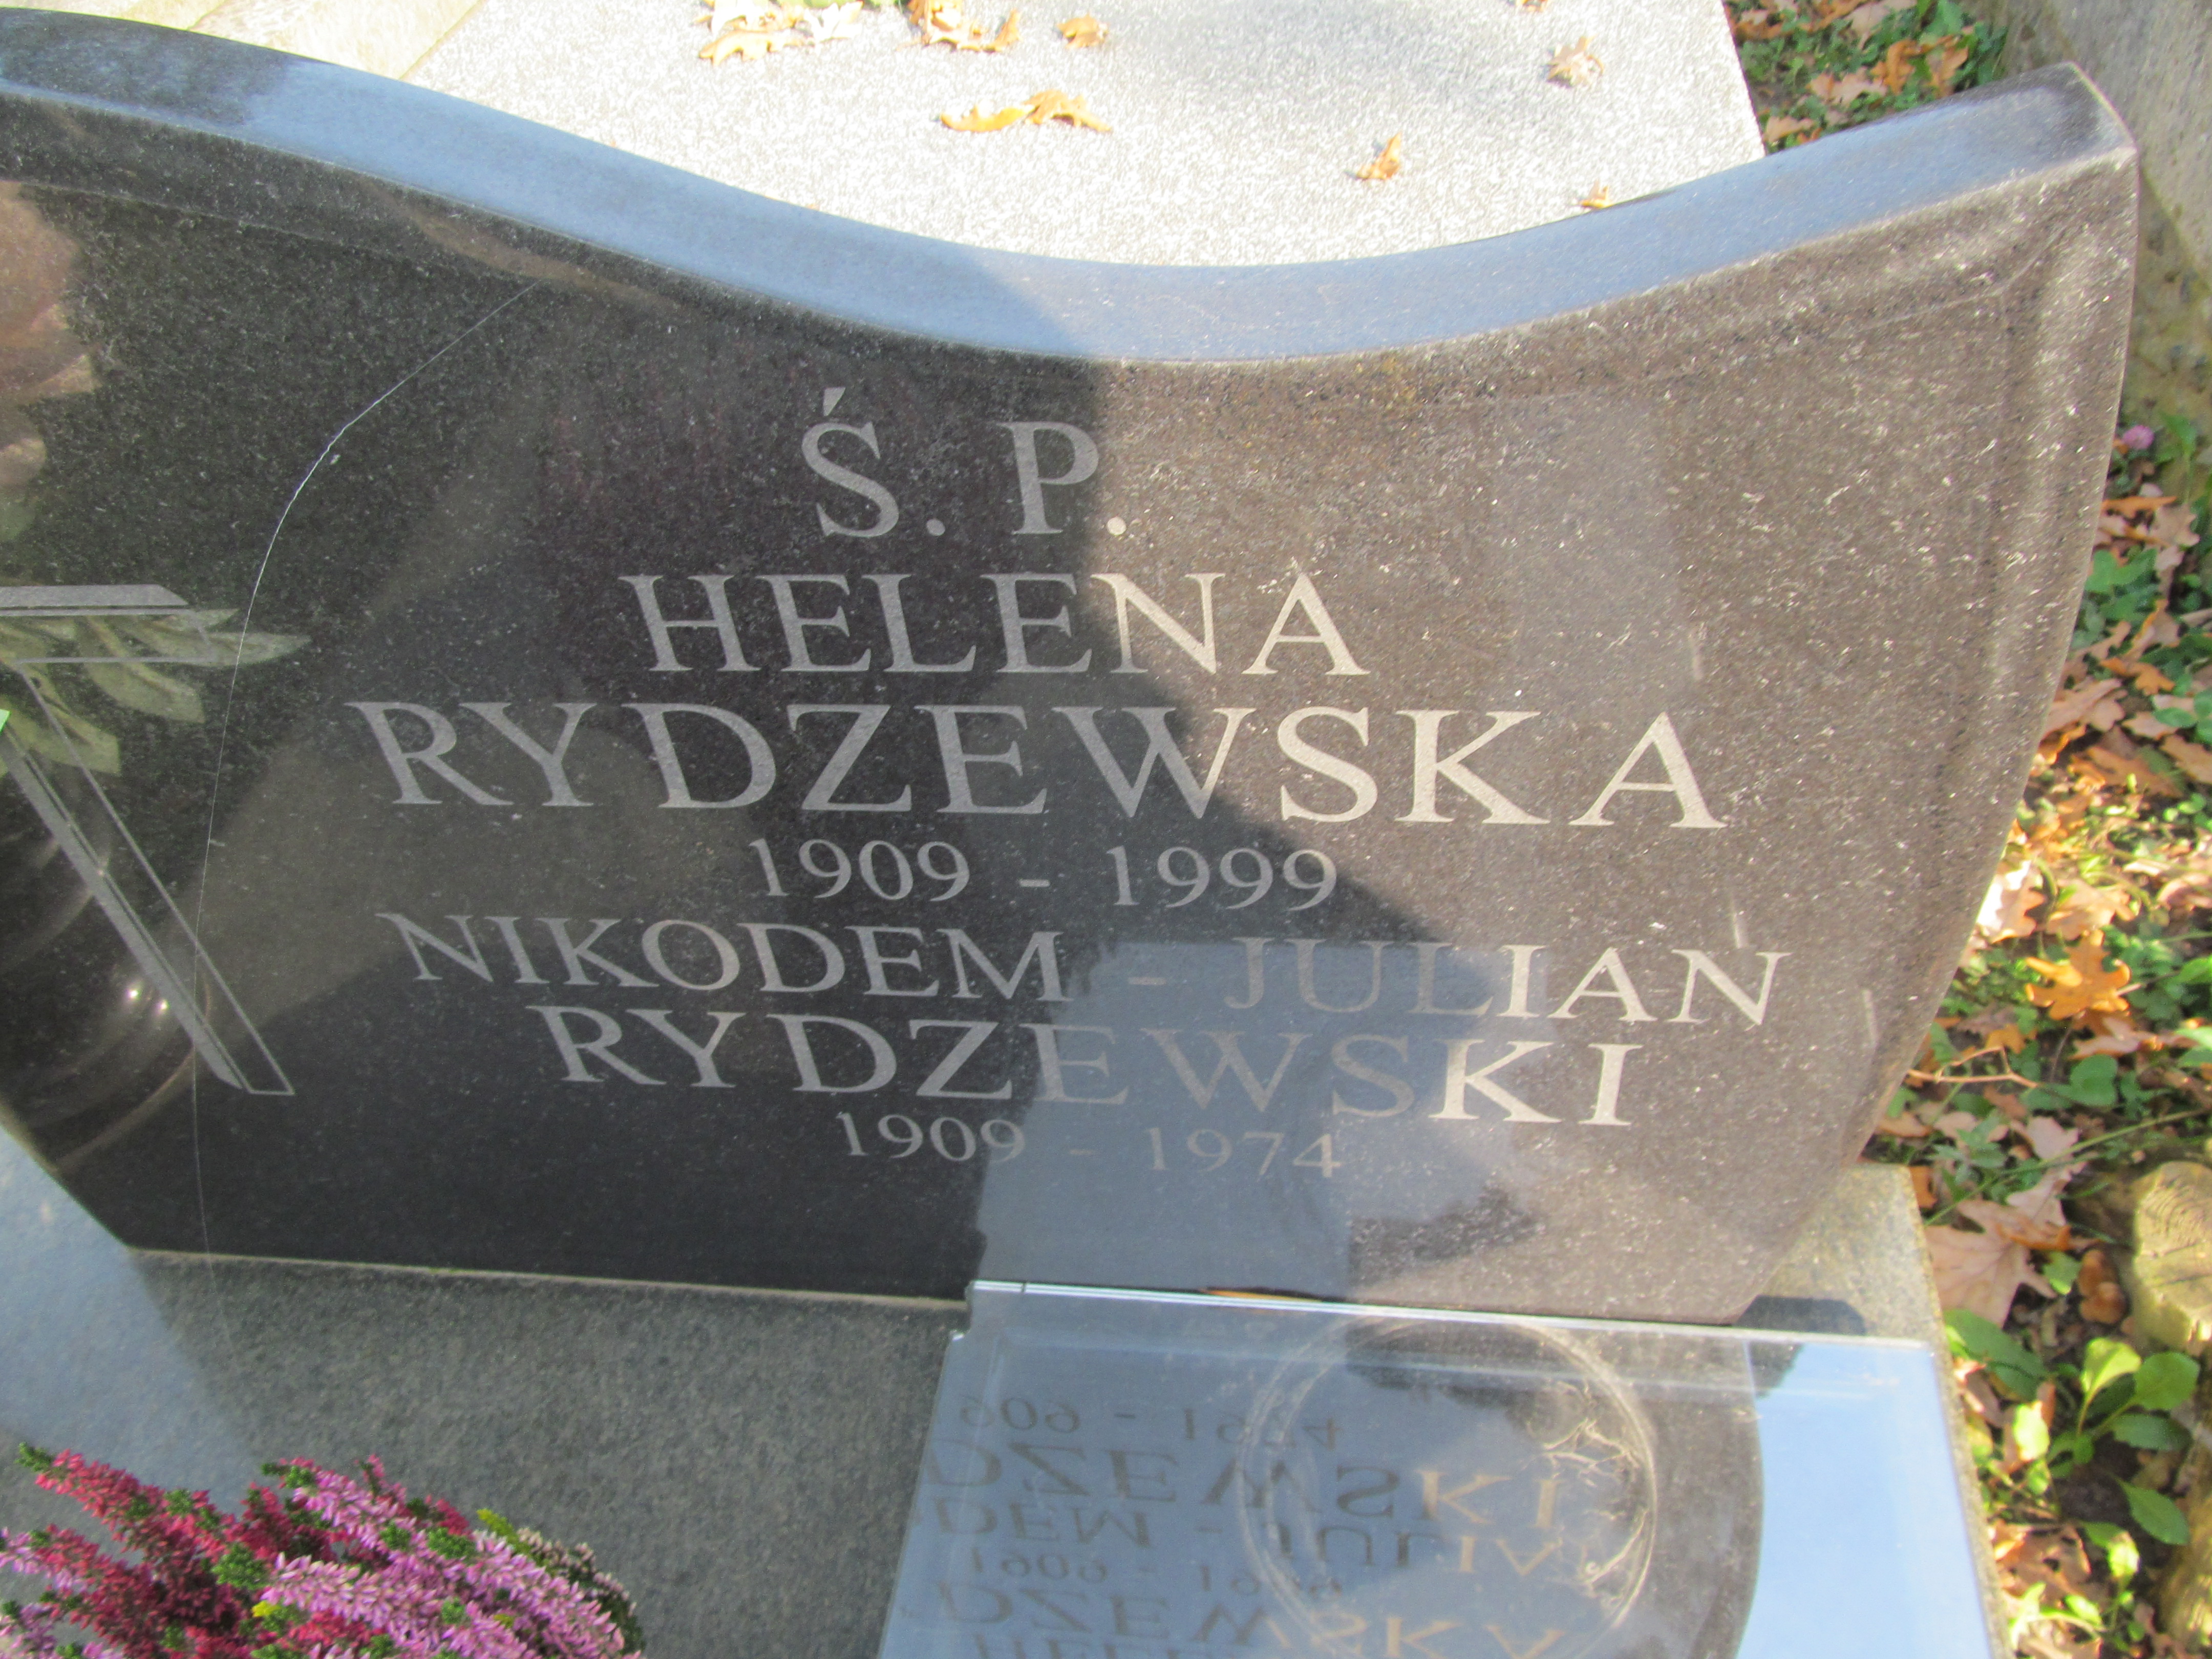 Ś. P.
HELENA
RYDZEWSKA
1909 - 1999
NIKODEM - JULIAN
RYDZEWSKI
1909 - 1974